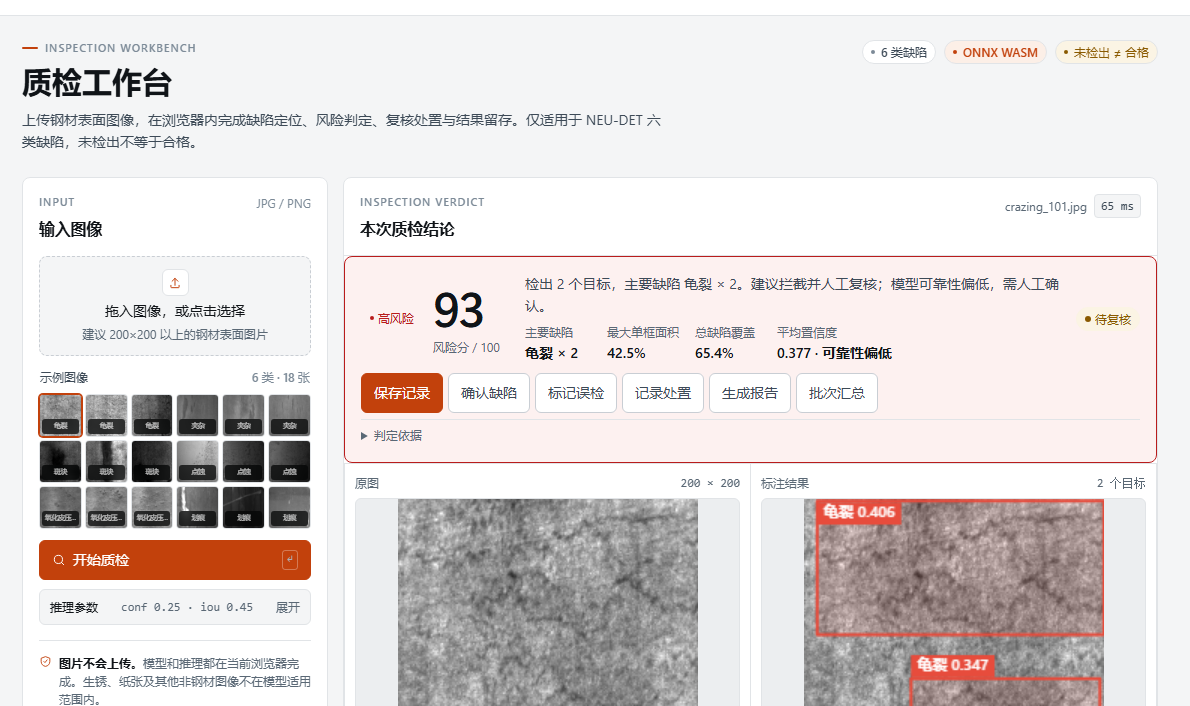 INSPECTION WORKBENCH
6 类缺陷
ONNX WASM
未检出 ≠ 合格
质检工作台
上传钢材表面图像，在浏览器内完成缺陷定位、风险判定、复核处置与结果留存。仅适用于 NEU-DET 六
类缺陷，未检出不等于合格。
INPUT
JPG / PNG
输入图像
拖入图像，或点击选择
建议 200×200 以上的钢材表面图片
示例图像
6 类 · 18 张
龟裂
龟裂
龟裂
夹杂
夹杂
夹杂
斑块
斑块
斑块
点蚀
点蚀
点蚀
氧化皮压...
氧化皮压...
氧化皮压...
划痕
划痕
划痕
开始质检
推理参数
conf 0.25 · iou 0.45
展开
图片不会上传。模型和推理都在当前浏览器完
成。生锈、纸张及其他非钢材图像不在模型适用
范围内。
INSPECTION VERDICT
crazing_101.jpg
65 ms
本次质检结论
高风险
93
风险分 / 100
检出 2 个目标，主要缺陷 龟裂 × 2。建议拦截并人工复核；模型可靠性偏低，需人工确
认。
主要缺陷
龟裂 × 2
最大单框面积
42.5%
总缺陷覆盖
65.4%
平均置信度
0.377 · 可靠性偏低
待复核
保存记录
确认缺陷
标记误检
记录处置
生成报告
批次汇总
判定依据
原图
200 × 200
标注结果
2 个目标
龟裂 0.406
龟裂 0.347